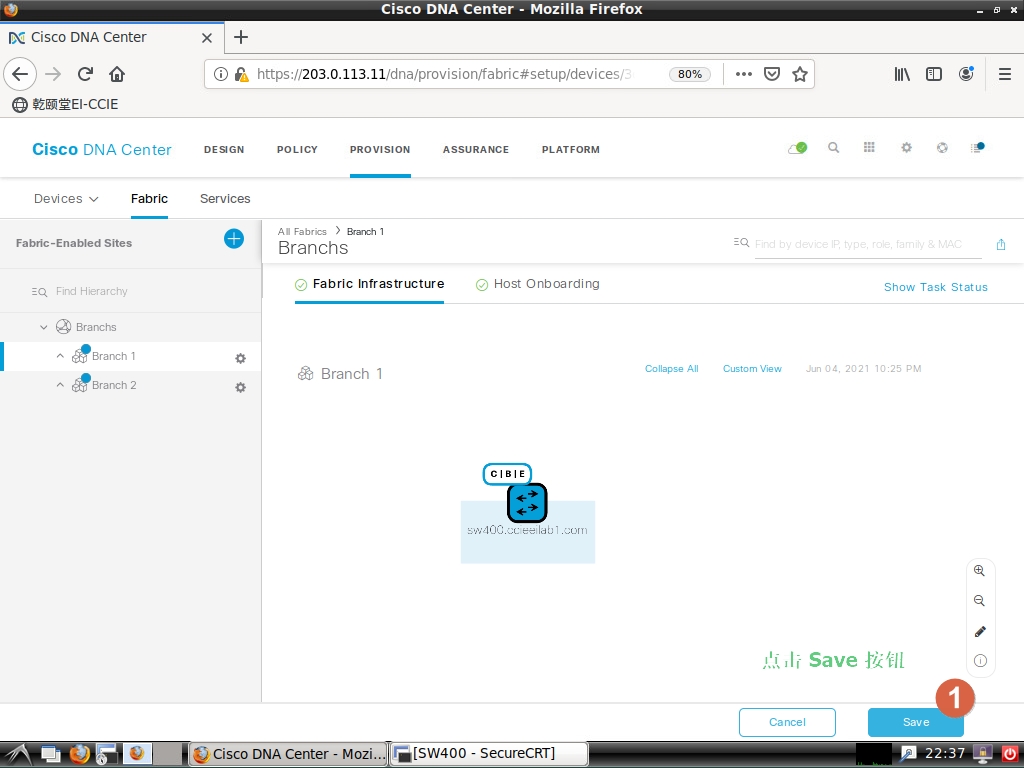 Cisco DNA Center - Mozilla Firefox
Cisco DNA Center
https://203.0.113.11/dna/provision/fabric#setup/devices/3
80%
乾颐堂EI-CCIE
Cisco DNA Center
DESIGN
POLICY
PROVISION
ASSURANCE
PLATFORM
Devices
Fabric
Services
Fabric-Enabled Sites
Find Hierarchy
Branchs
Branch 1
Branch 2
All Fabrics
Branch 1
Branchs
Find by device IP, type, role, family & MAC
Fabric Infrastructure
Host Onboarding
Show Task Status
Branch 1
Collapse All
Custom View
Jun 04, 2021 10:25 PM
C|B|E
sw400.ccieeilab1.com
点击 Save 按钮
1
Cancel
Save
Cisco DNA Center - Mozi...
[SW400 - SecureCRT]
22:37